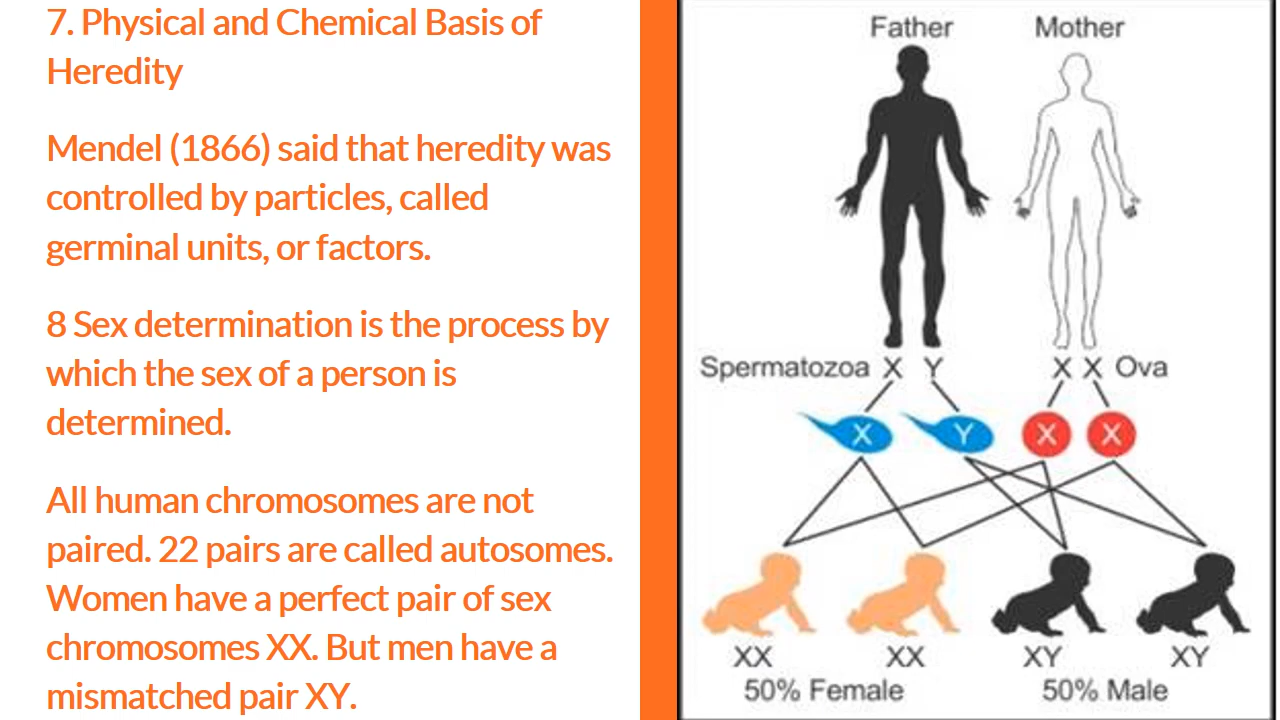 7. Physical and Chemical Basis of
Heredity
Mendel (1866) said that heredity was
controlled by particles, called
germinal units, or factors.
8 Sex determination is the process by
which the sex of a person is
determined.
All human chromosomes are not
paired. 22 pairs are called autosomes.
Women have a perfect pair of sex
chromosomes XX. But men have a
mismatched pair XY.
Father Mother
Spermatozoa X Y X X Ova
X Y X X
XX XX XY XY
50% Female 50% Male